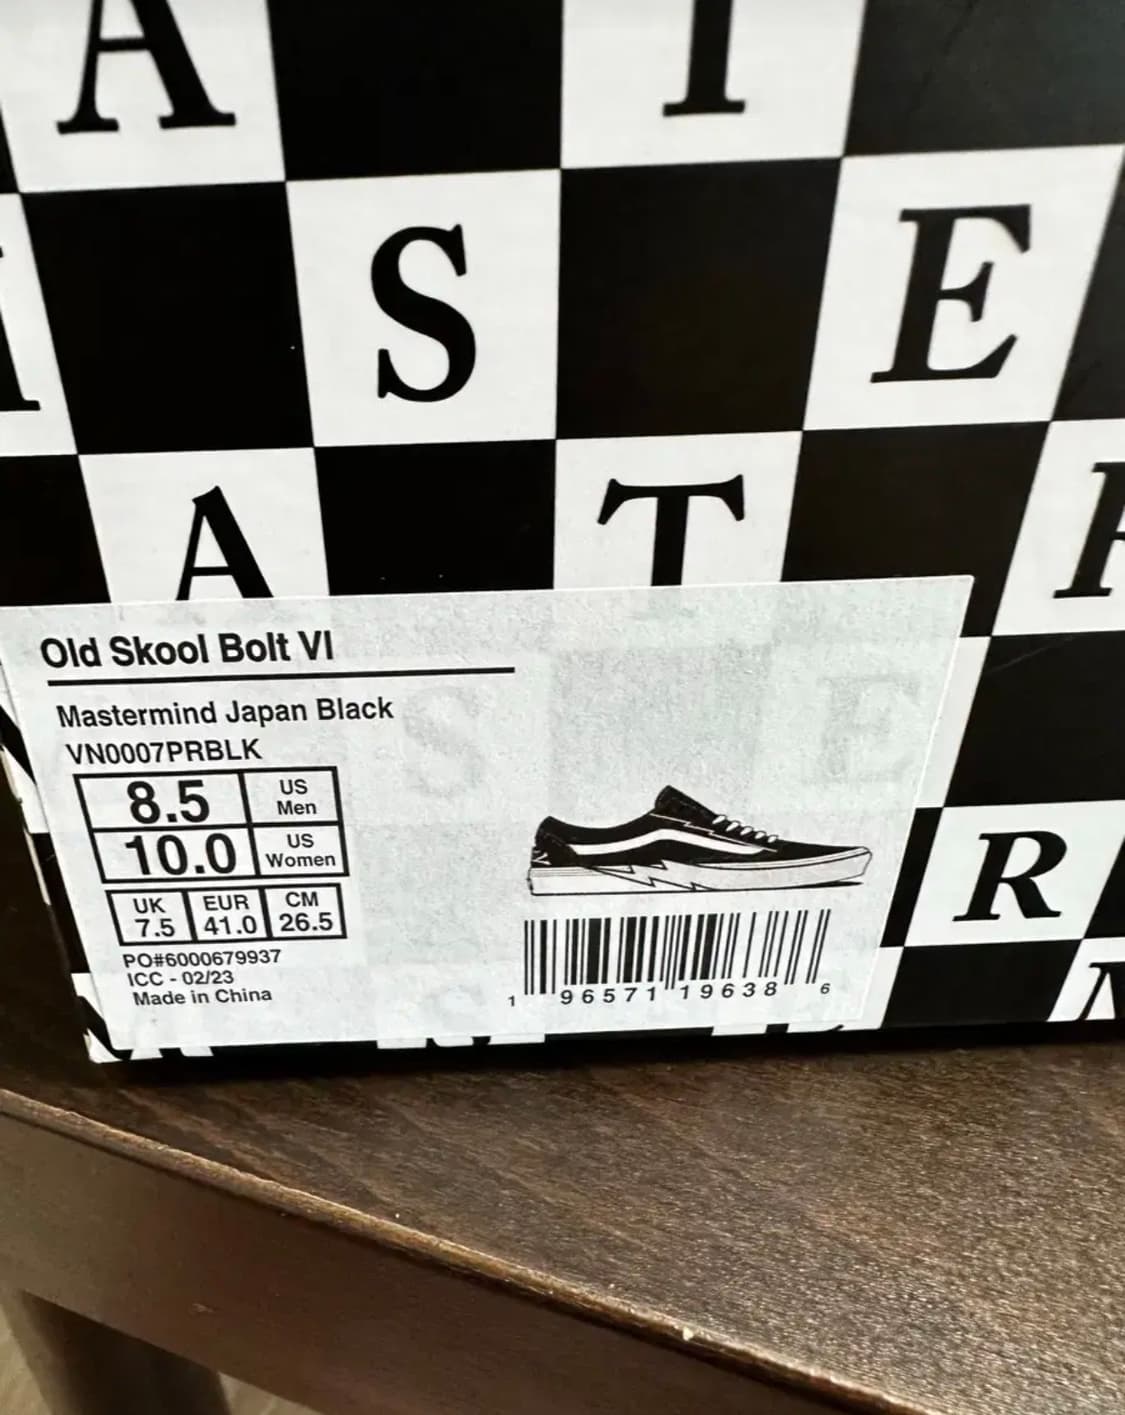 A I
S E
A T
Old Skool Bolt VI
Mastermind Japan Black
VN0007PRBLK
8.5 US Men
10.0 US Women
UK 7.5 EUR 41.0 CM 26.5
PO#6000679937
ICC - 02/23
Made in China
1 96571 19638 6
R